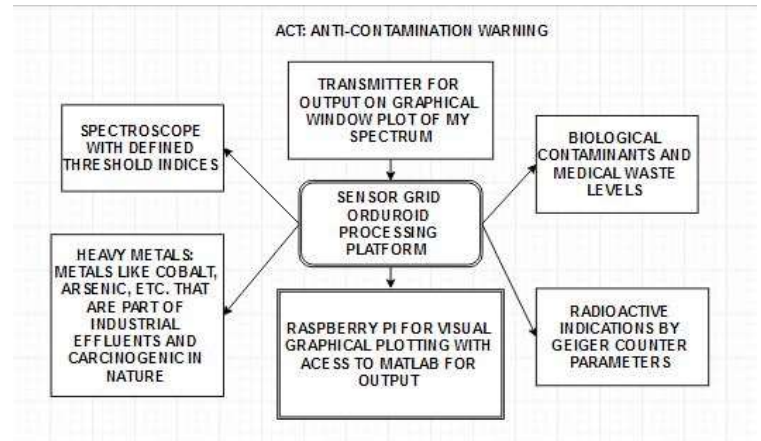 ACT: ANTI-CONTAMINATION WARNING
TRANSMITTER FOR
OUTPUT ON GRAPHICAL
WINDOW PLOT OF MY
SPECTRUM
SPECTROSCOPE
WITH DEFINED
THRESHOLD INDICES
BIOLOGICAL
CONTAMINANTS AND
MEDICAL WASTE
LEVELS
SENSOR GRID
ORDUROID
PROCESSING
PLATFORM
HEAVY METALS:
METALS LIKE COBALT,
ARSENIC, ETC. THAT
ARE PART OF
INDUSTRIAL
EFFLUENTS AND
CARCINOGENIC IN
NATURE
RASPBERRY PI FOR VISUAL
GRAPHICAL PLOTTING WITH
ACESS TO MATLAB FOR
OUTPUT
RADIOACTIVE
INDICATIONS BY
GEIGER COUNTER
PARAMETERS